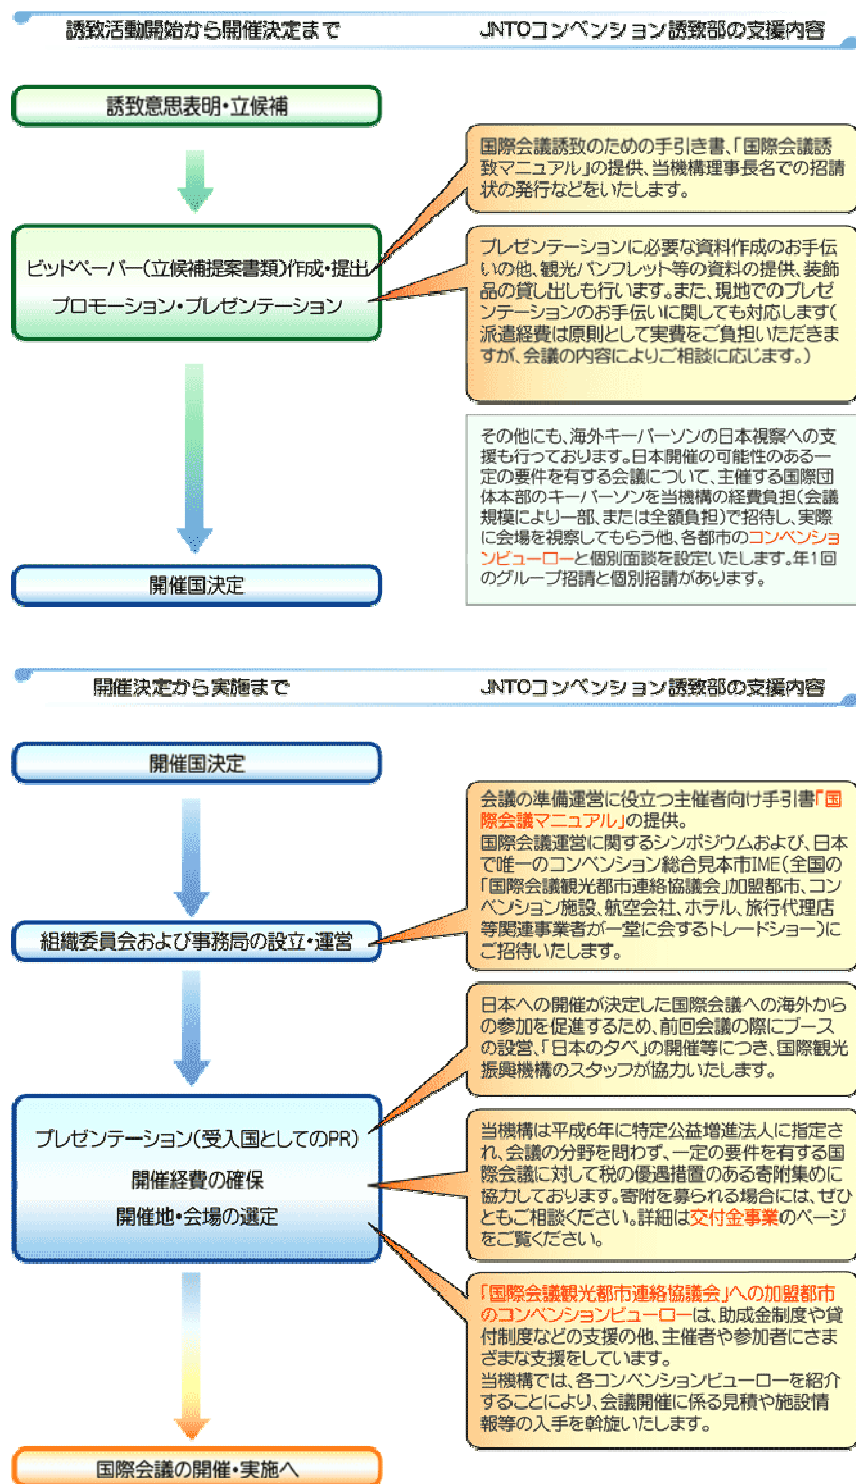 誘致活動開始から開催決定まで
JNTOコンベンション誘致部の支援内容
誘致意思表明・立候補
国際会議誘致のための手引き書、「国際会議誘
致マニュアル」の提供、当機構理事長名での招請
状の発行などをいたします。
ビッドペーパー(立候補提案書類)作成・提出
プロモーション・プレゼンテーション
プレゼンテーションに必要な資料作成のお手伝
いの他、観光パンフレット等の資料の提供、装飾
品の貸し出しも行います。また、現地でのプレゼ
ンテーションのお手伝いに関しても対応します(
派遣経費は原則として実費をご負担いただきま
すが、会議の内容によりご相談に応じます。)
その他にも、海外キーパーソンの日本視察への支
援も行っております。日本開催の可能性のある一
定の要件を有する会議について、主催する国際団
体本部のキーパーソンを当機構の経費負担(会議
規模により一部、または全額負担)で招待し、実際
に会場を視察してもらう他、各都市のコンベンショ
ンビューローと個別面談を設定いたします。年1回
のグループ招請と個別招請があります。
開催国決定
開催決定から実施まで
JNTOコンベンション誘致部の支援内容
開催国決定
会議の準備運営に役立つ主催者向け手引書「国
際会議マニュアル」の提供。
国際会議運営に関するシンポジウムおよび、日本
で唯一のコンベンション総合見本市IME(全国の
「国際会議観光都市連絡協議会」加盟都市、コン
ベンション施設、航空会社、ホテル、旅行代理店
等関連事業者が一堂に会するトレードショー)に
ご招待いたします。
組織委員会および事務局の設立・運営
日本への開催が決定した国際会議への海外から
の参加を促進するため、前回会議の際にブース
の設営、「日本の夕べ」の開催等につき、国際観光
振興機構のスタッフが協力いたします。
プレゼンテーション(受入国としてのPR)
開催経費の確保
開催地・会場の選定
当機構は平成6年に特定公益増進法人に指定さ
れ、会議の分野を問わず、一定の要件を有する国
際会議に対して税の優遇措置のある寄附集めに
協力しております。寄附を募られる場合には、ぜひ
ともご相談ください。詳細は交付金事業のページ
をご覧ください。
「国際会議観光都市連絡協議会」への加盟都市
のコンベンションビューローは、助成金制度や貸
付制度などの支援の他、主催者や参加者にさま
ざまな支援をしています。
当機構では、各コンベンションビューローを紹介
することにより、会議開催に係る見積や施設情
報等の入手を斡旋いたします。
国際会議の開催・実施へ